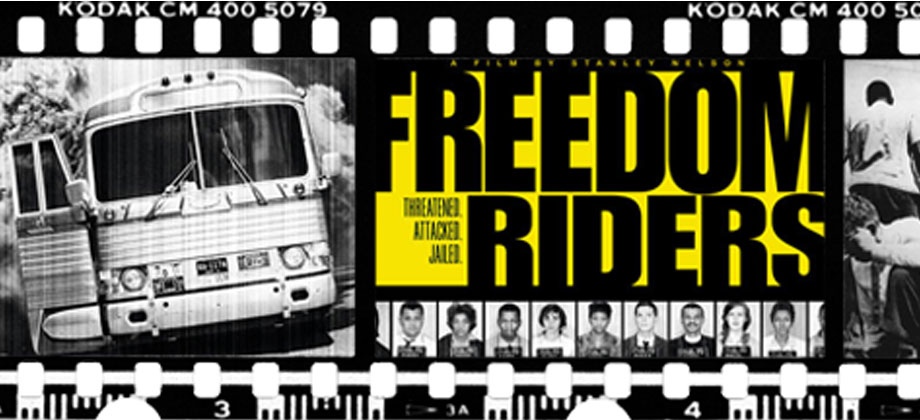 KODAK CM 400 5079
KODAK CM 400 50
A FILM BY STANLEY NELSON
FREEDOM
RIDERS
THREATENED.
ATTACKED.
JAILED.
3
3A
4